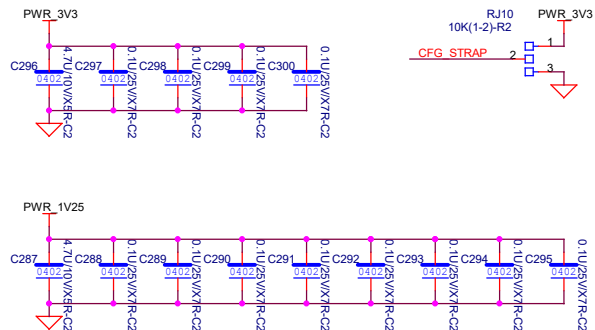 PWR_3V3
RJ10
PWR_3V3
10K(1-2)-R2
CFG_STRAP
1
2
3
C296
0402
4.7U/10V/X5R-C2
C297
0402
0.1U/25V/X7R-C2
C298
0402
0.1U/25V/X7R-C2
C299
0402
0.1U/25V/X7R-C2
C300
0402
0.1U/25V/X7R-C2
PWR_1V25
C287
0402
4.7U/10V/X5R-C2
C288
0402
0.1U/25V/X7R-C2
C289
0402
0.1U/25V/X7R-C2
C290
0402
0.1U/25V/X7R-C2
C291
0402
0.1U/25V/X7R-C2
C292
0402
0.1U/25V/X7R-C2
C293
0402
0.1U/25V/X7R-C2
C294
0402
0.1U/25V/X7R-C2
C295
0402
0.1U/25V/X7R-C2